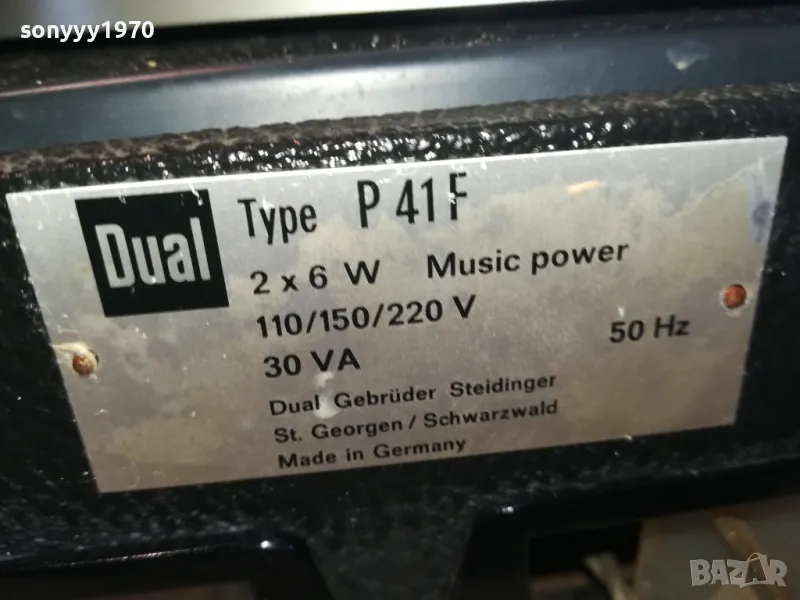 sonyyy1970
Dual Type P 41 F
2 x 6 W Music power
110/150/220 V
50 Hz
30 VA
Dual Gebrüder Steidinger
St. Georgen / Schwarzwald
Made in Germany
BAZAR